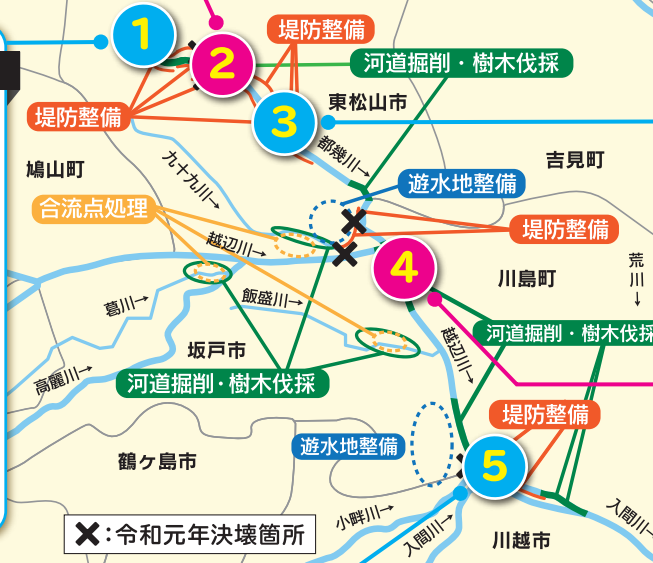 1
堤防整備
2
河道掘削・樹木伐採
3
東松山市
堤防整備
都幾川→
吉見町
鳩山町
九十九川→
遊水地整備
合流点処理
堤防整備
越辺川→
4
川島町
荒川→
葛川→
飯盛川→
河道掘削・樹木伐採
越辺川→
坂戸市
高麗川→
河道掘削・樹木伐採
堤防整備
遊水地整備
鶴ヶ島市
5
小畔川→
入間川→
入間川→
川越市
×:令和元年決壊箇所